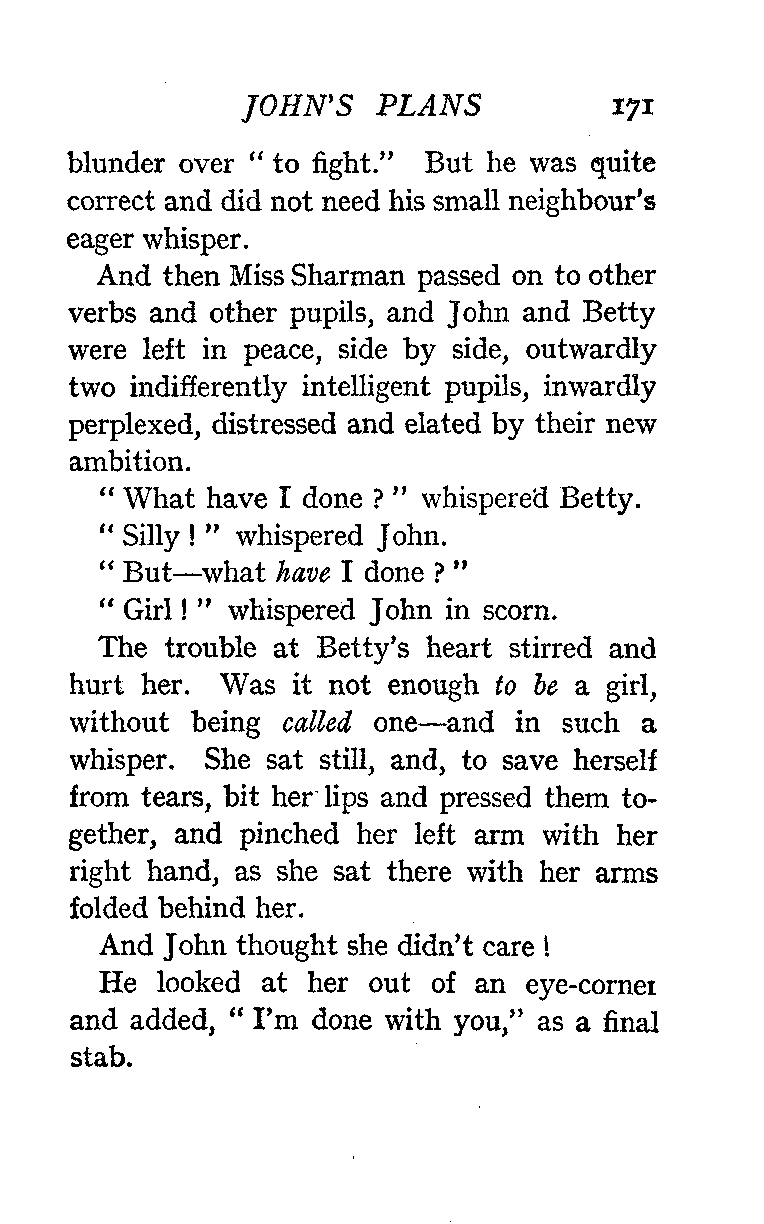 JOHN'S PLANS 171
blunder over “ to fight.” But he was quite
correct and did not need his small neighbour's
eager whisper.
And then Miss Sharman passed on to other
verbs and other pupils, and John and Betty
were left in peace, side by side, outwardly
two indifferently intelligent pupils, inwardly
perplexed, distressed and elated by their new
ambition.
“ What have I done ? ” whispered Betty.
“ Silly ! ” whispered John.
“ But—what have I done ? ”
“ Girl ! ” whispered John in scorn.
The trouble at Betty's heart stirred and
hurt her. Was it not enough to be a girl,
without being called one—and in such a
whisper. She sat still, and, to save herself
from tears, bit her lips and pressed them to-
gether, and pinched her left arm with her
right hand, as she sat there with her arms
folded behind her.
And John thought she didn't care !
He looked at her out of an eye-corner
and added, “ I'm done with you,” as a final
stab.